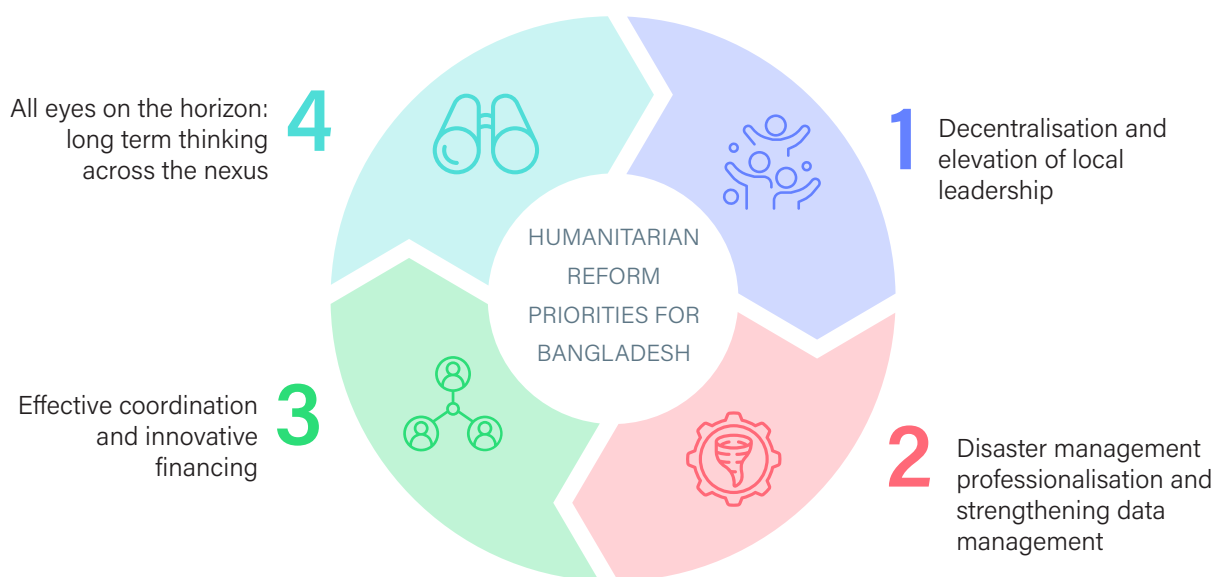 HUMANITARIAN
REFORM
PRIORITIES FOR
BANGLADESH
1
Decentralisation and
elevation of local
leadership
2
Disaster management
professionalisation and
strengthening data
management
3
Effective coordination
and innovative
financing
4
All eyes on the horizon:
long term thinking
across the nexus